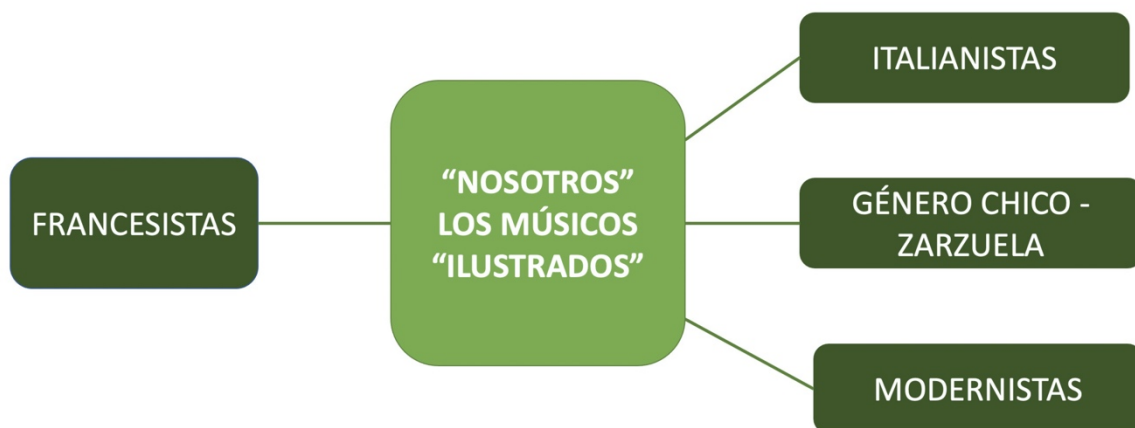 FRANCESISTAS
“NOSOTROS”
LOS MÚSICOS
“ILUSTRADOS”
ITALIANISTAS
GÉNERO CHICO -
ZARZUELA
MODERNISTAS